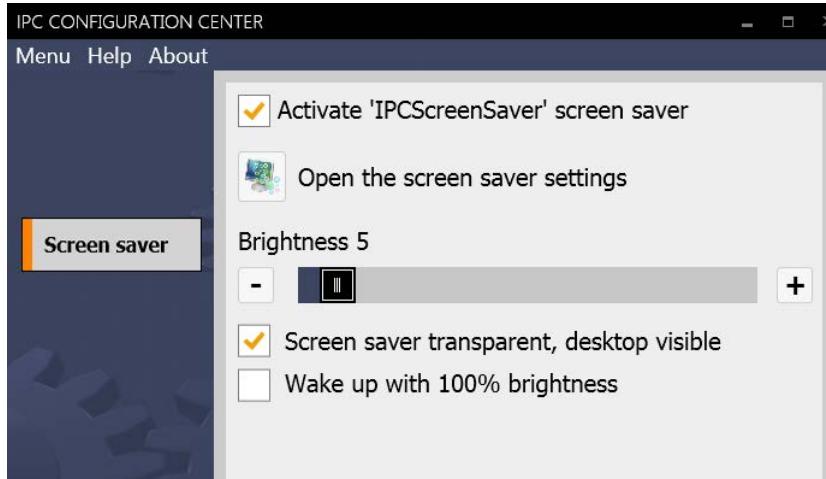 IPC CONFIGURATION CENTER
Menu Help About
Activate 'IPCScreenSaver' screen saver
Open the screen saver settings
Screen saver
Brightness 5
- +
Screen saver transparent, desktop visible
Wake up with 100% brightness